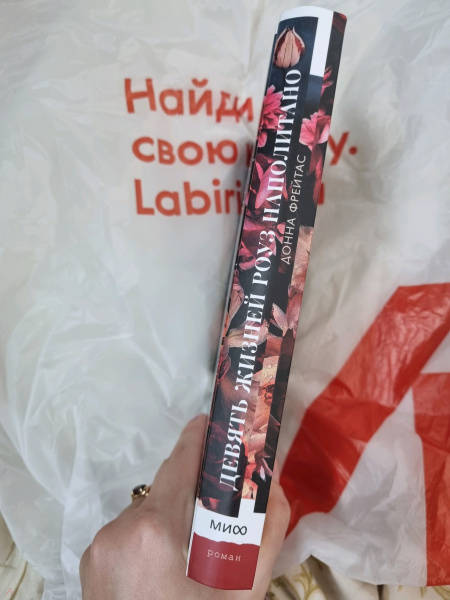 Найди
свою
Labiri
ДЕВЯТЬ ЖИЗНЕЙ РОУЗ НАПОЛИТАНО
ДОННА ФРЕЙТАС
миф
роман